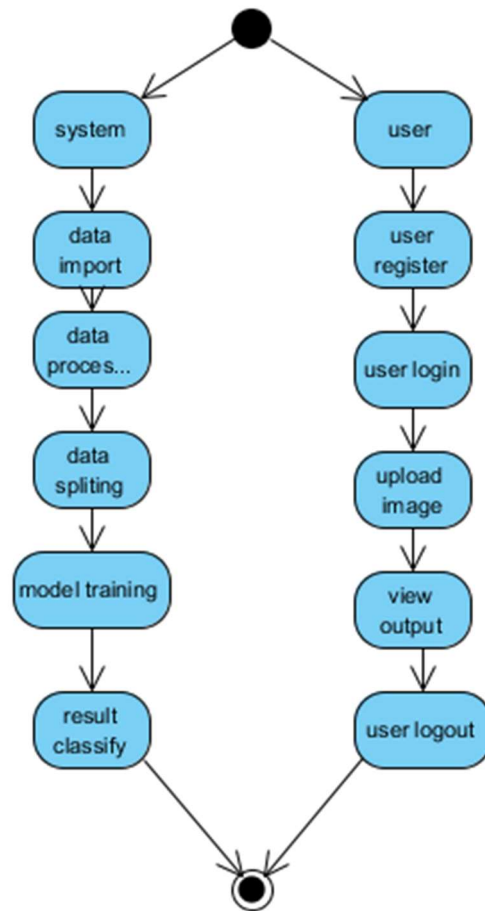 system
user
data
import
user
register
data
proces...
user login
data
spliting
upload
image
model training
view
output
result
classify
user logout